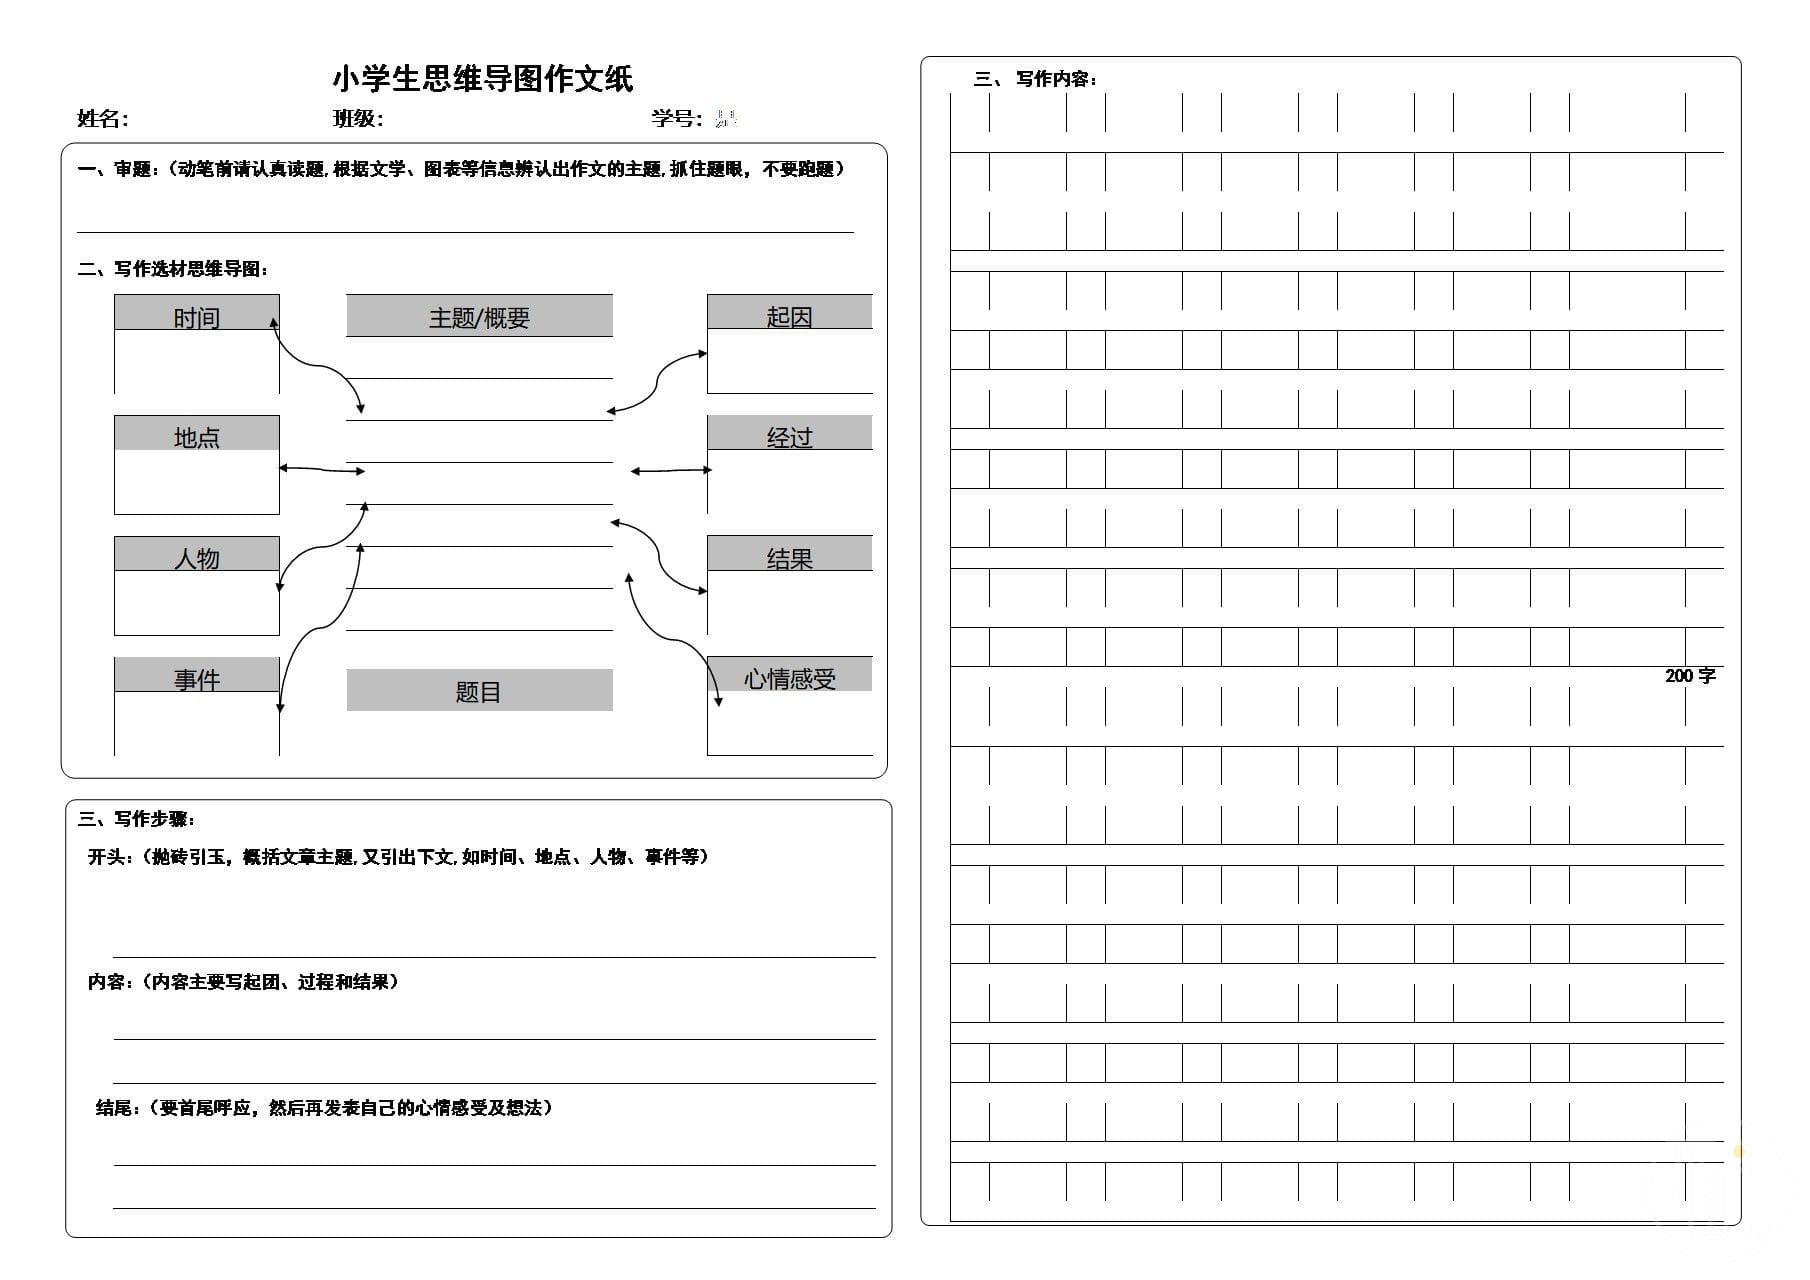 小学生思维导图作文纸
姓名： 班级： 学号：
一、审题：（动笔前请认真读题,根据文学、图表等信息辨认出作文的主题,抓住题眼，不要跑题）
二、写作选材思维导图：
时间
主题/概要
起因
地点
经过
人物
结果
事件
题目
心情感受
三、写作步骤：
开头：（抛砖引玉，概括文章主题,又引出下文,如时间、地点、人物、事件等）
内容：（内容主要写起团、过程和结果）
结尾：（要首尾呼应，然后再发表自己的心情感受及想法）
三、 写作内容：
200 字